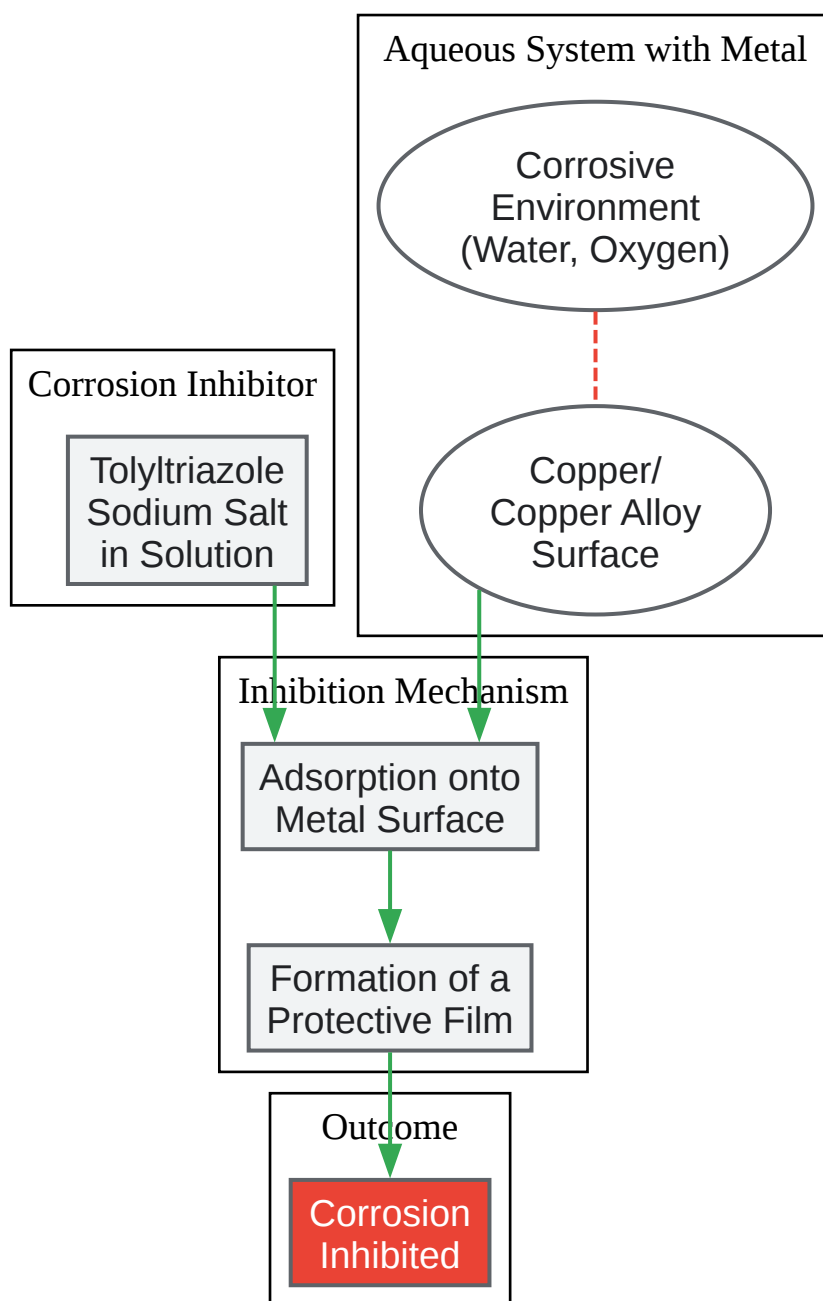 Aqueous System with Metal
Corrosive
Environment
(Water, Oxygen)
Corrosion Inhibitor
Tolyltriazole
Sodium Salt
in Solution
Copper/
Copper Alloy
Surface
Inhibition Mechanism
Adsorption onto
Metal Surface
Formation of a
Protective Film
Outcome
Corrosion
Inhibited